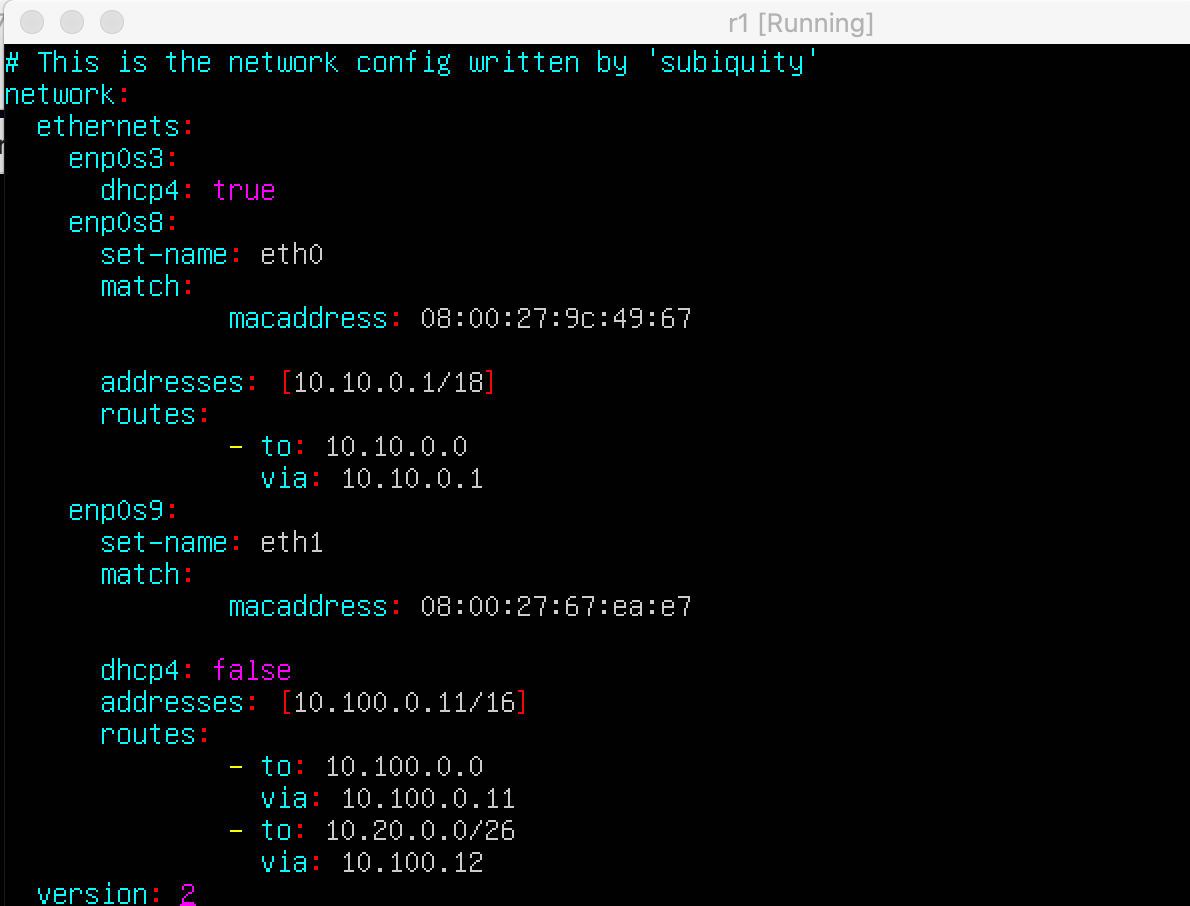 r1 [Running]
# This is the network config written by 'subiquity'
network:
  ethernets:
    enp0s3:
      dhcp4: true
    enp0s8:
      set-name: eth0
      match:
              macaddress: 08:00:27:9c:49:67
      addresses: [10.10.0.1/18]
      routes:
              - to: 10.10.0.0
                via: 10.10.0.1
    enp0s9:
      set-name: eth1
      match:
              macaddress: 08:00:27:67:ea:e7
      dhcp4: false
      addresses: [10.100.0.11/16]
      routes:
              - to: 10.100.0.0
                via: 10.100.0.11
              - to: 10.20.0.0/26
                via: 10.100.12
  version: 2